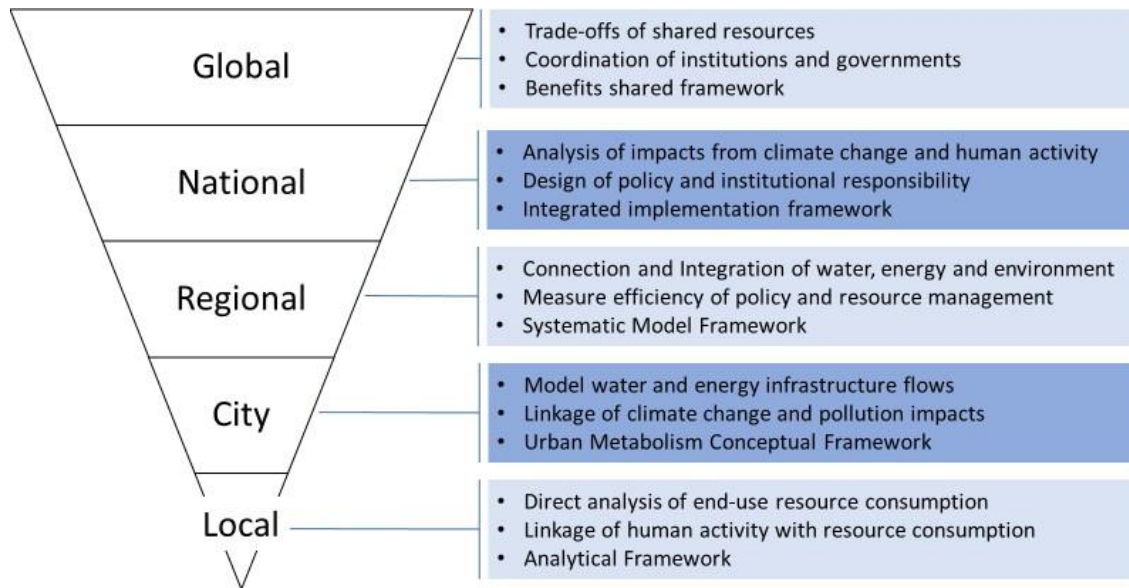 Global
• Trade-offs of shared resources
• Coordination of institutions and governments
• Benefits shared framework
National
• Analysis of impacts from climate change and human activity
• Design of policy and institutional responsibility
• Integrated implementation framework
Regional
• Connection and Integration of water, energy and environment
• Measure efficiency of policy and resource management
• Systematic Model Framework
City
• Model water and energy infrastructure flows
• Linkage of climate change and pollution impacts
• Urban Metabolism Conceptual Framework
Local
• Direct analysis of end-use resource consumption
• Linkage of human activity with resource consumption
• Analytical Framework